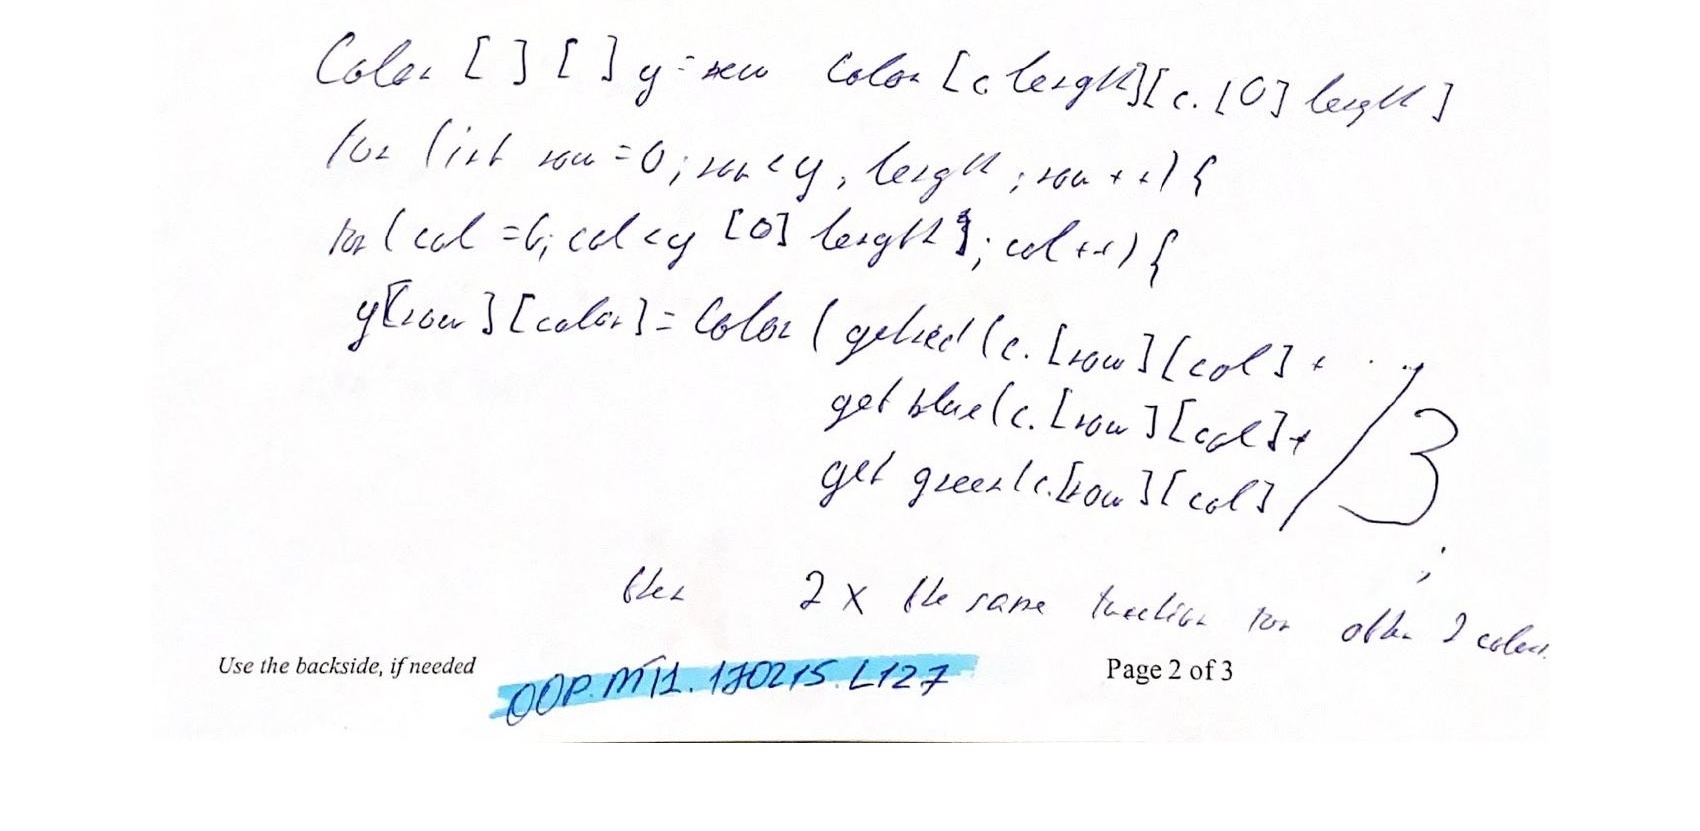 Color [ ] [ ] y = new Color [c length][c. [0] length ]
for (int row = 0 ; row < y , length ; row + +) {
for ( col = 0; col < y [0] length ; col ++) {
y[row ] [color] = Color ( getred (c. [row ] [col] +
get blue (c. [row ] [col] +
get green (c. [row ] [col] / 3
;
then 2 x the same function for other 2 colors.
Use the backside, if needed
OOP.MT1.170215.L127
Page 2 of 3